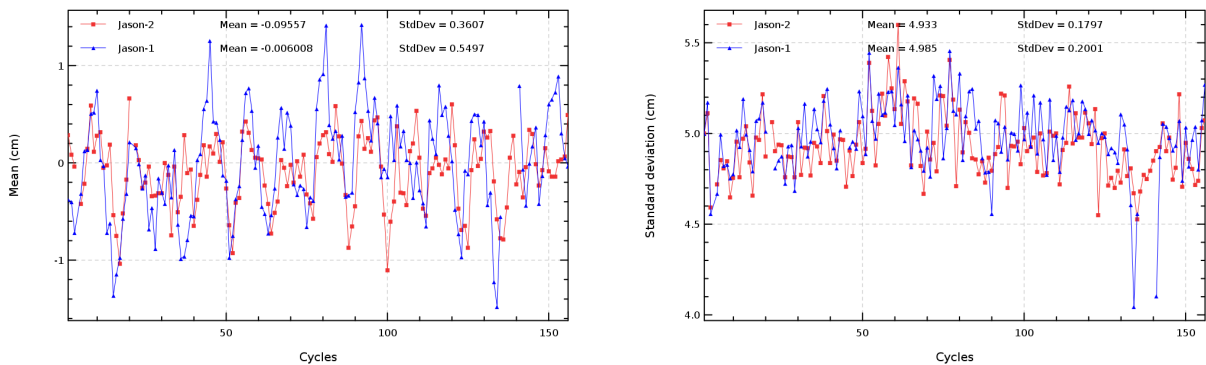 Jason-2 Mean = -0.09557 StdDev = 0.3607
Jason-1 Mean = -0.006008 StdDev = 0.5497
1
0
-1
Mean (cm)
50 100 150
Cycles
Jason-2 Mean = 4.933 StdDev = 0.1797
Jason-1 Mean = 4.985 StdDev = 0.2001
5.5
5.0
4.5
4.0
Standard deviation (cm)
50 100 150
Cycles